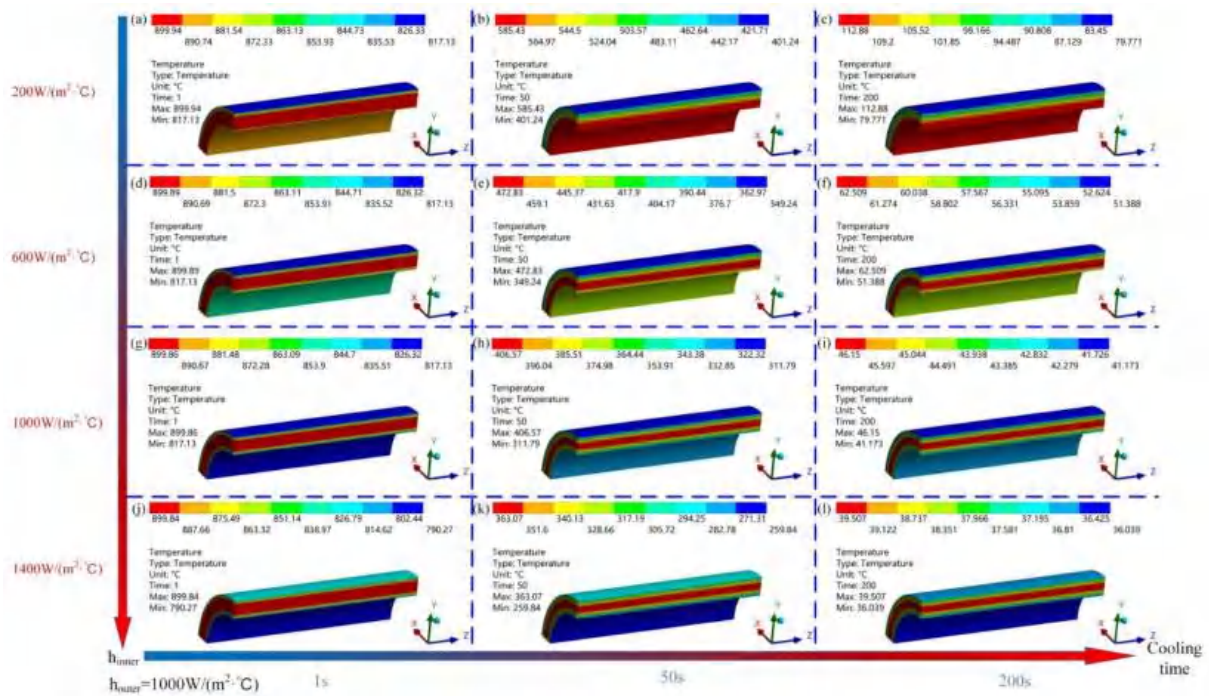 (a)
899.94 881.54 863.13 844.73 826.33
890.74 872.33 853.93 835.53 817.13
Temperature
Type: Temperature
Unit: °C
Time: 1
Max: 899.94
Min: 817.13
(b)
585.43 544.5 503.57 462.64 421.71
564.97 524.04 483.11 442.17 401.24
Temperature
Type: Temperature
Unit: °C
Time: 50
Max: 585.43
Min: 401.24
(c)
112.88 105.52 98.166 90.808 83.45
109.2 101.85 94.487 87.129 79.771
Temperature
Type: Temperature
Unit: °C
Time: 200
Max: 112.88
Min: 79.771
200W/(m²·℃)
(d)
899.89 881.5 863.11 844.71 826.32
890.69 872.3 853.91 835.52 817.13
Temperature
Type: Temperature
Unit: °C
Time: 1
Max: 899.89
Min: 817.13
(e)
472.83 445.37 417.9 390.44 362.97
459.1 431.63 404.17 376.7 349.24
Temperature
Type: Temperature
Unit: °C
Time: 50
Max: 472.83
Min: 349.24
(f)
62.509 60.038 57.567 55.095 52.624
61.274 58.802 56.331 53.859 51.388
Temperature
Type: Temperature
Unit: °C
Time: 200
Max: 62.509
Min: 51.388
600W/(m²·℃)
(g)
899.86 881.48 863.09 844.7 826.32
890.67 872.28 853.9 835.51 817.13
Temperature
Type: Temperature
Unit: °C
Time: 1
Max: 899.86
Min: 817.13
(h)
406.57 385.51 364.44 343.38 322.32
396.04 374.98 353.91 332.85 311.79
Temperature
Type: Temperature
Unit: °C
Time: 50
Max: 406.57
Min: 311.79
(i)
46.15 45.044 43.938 42.832 41.726
45.597 44.491 43.385 42.279 41.173
Temperature
Type: Temperature
Unit: °C
Time: 200
Max: 46.15
Min: 41.173
1000W/(m²·℃)
(j)
899.84 875.49 851.14 826.79 802.44
887.66 863.32 838.97 814.62 790.27
Temperature
Type: Temperature
Unit: °C
Time: 1
Max: 899.84
Min: 790.27
(k)
363.07 340.13 317.19 294.25 271.31
351.6 328.66 305.72 282.78 259.84
Temperature
Type: Temperature
Unit: °C
Time: 50
Max: 363.07
Min: 259.84
(l)
39.507 38.737 37.966 37.195 36.425
39.122 38.351 37.581 36.81 36.039
Temperature
Type: Temperature
Unit: °C
Time: 200
Max: 39.507
Min: 36.039
1400W/(m²·℃)
X Y Z
X Y Z
X Y Z
X Y Z
X Y Z
X Y Z
X Y Z
X Y Z
X Y Z
X Y Z
X Y Z
X Y Z
h_inner
h_outer=1000W/(m²·℃)
1s
50s
200s
Cooling
time